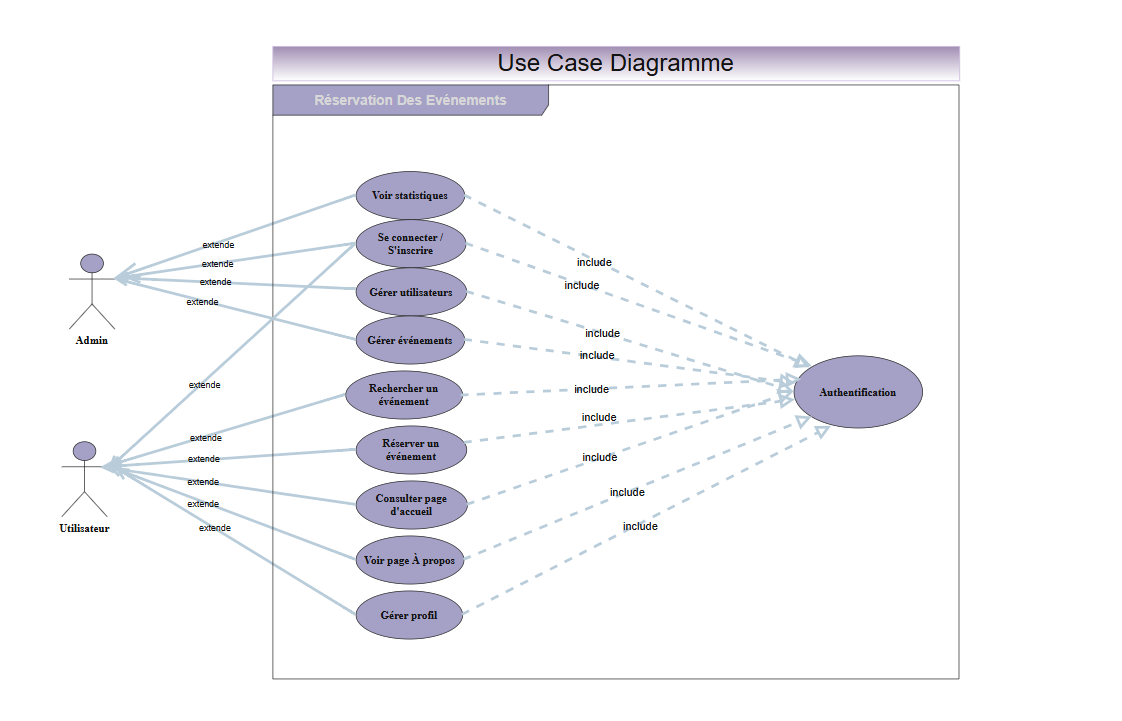 Use Case Diagramme
Réservation Des Evénements
Voir statistiques
Se connecter /
S'inscrire
Gérer utilisateurs
Gérer événements
Rechercher un
événement
Réserver un
événement
Consulter page
d'accueil
Voir page À propos
Gérer profil
Authentification
Admin
Utilisateur
extende
extende
extende
extende
extende
extende
extende
extende
extende
extende
include
include
include
include
include
include
include
include
include